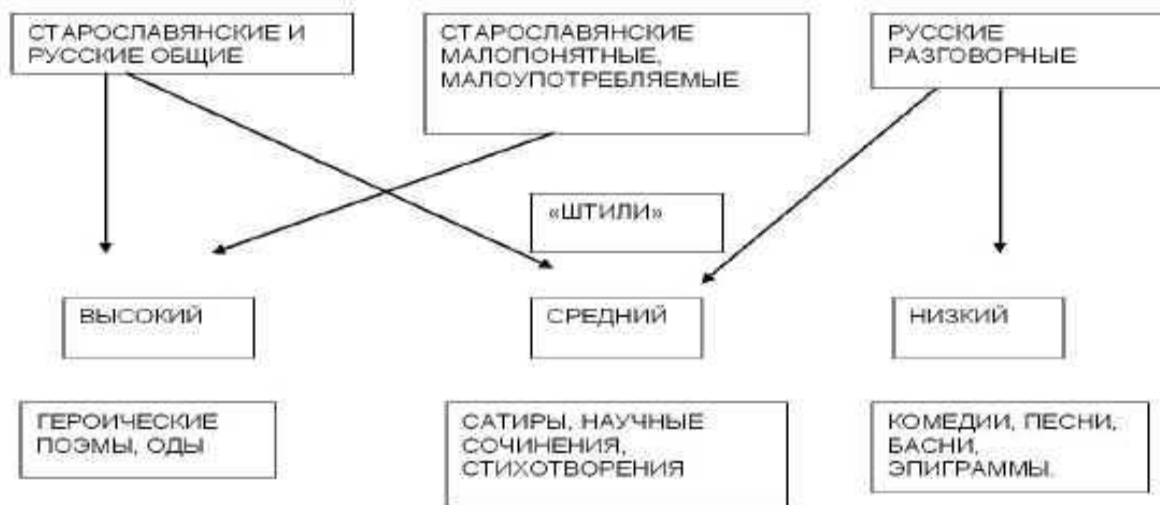 СТАРОСЛАВЯНСКИЕ И
РУССКИЕ ОБЩИЕ
СТАРОСЛАВЯНСКИЕ
МАЛОПОНЯТНЫЕ,
МАЛОУПОТРЕБЛЯЕМЫЕ
РУССКИЕ
РАЗГОВОРНЫЕ
«ШТИЛИ»
ВЫСОКИЙ
СРЕДНИЙ
НИЗКИЙ
ГЕРОИЧЕСКИЕ
ПОЭМЫ, ОДЫ
САТИРЫ, НАУЧНЫЕ
СОЧИНЕНИЯ,
СТИХОТВОРЕНИЯ
КОМЕДИИ, ПЕСНИ,
БАСНИ,
ЭПИГРАММЫ.